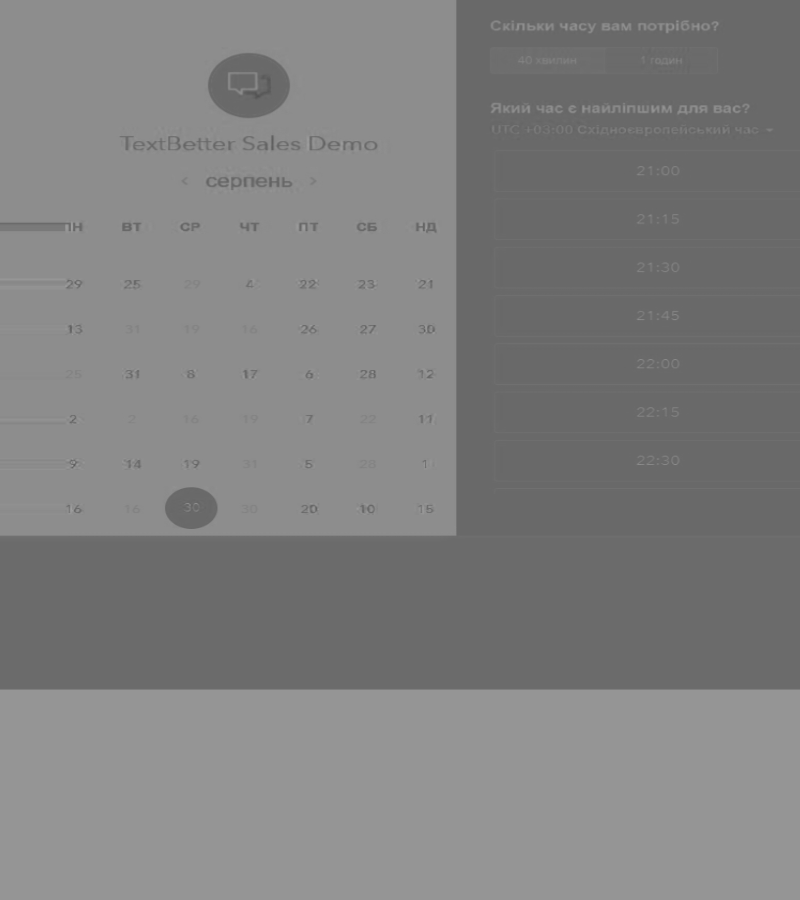 TextBetter Sales Demo
< серпень >
ПН ВТ СР ЧТ ПТ СБ НД
29 25 29 4 22 23 21
13 31 19 16 26 27 30
25 31 8 17 6 28 12
2 2 16 19 7 22 11
9 14 19 31 5 28 1
16 16 30 30 20 10 15
Скільки часу вам потрібно?
40 хвилин 1 годин
Який час є найліпшим для вас?
UTC +03:00 Східноєвропейський час
21:00
21:15
21:30
21:45
22:00
22:15
22:30